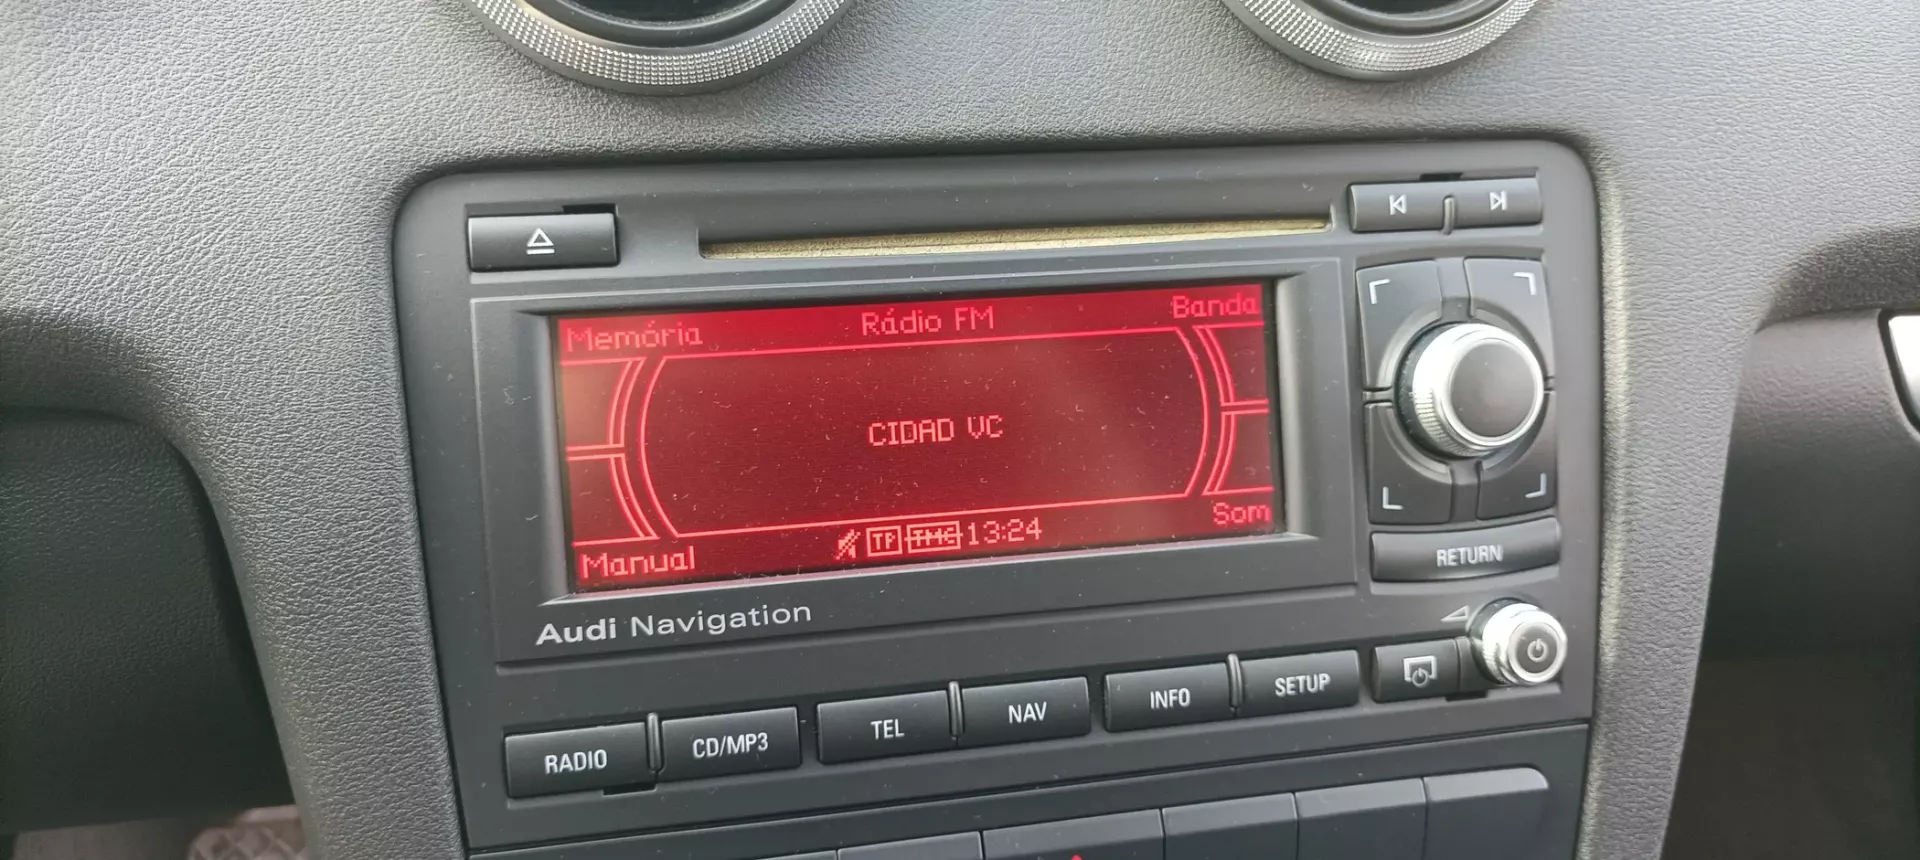 Memória Rádio FM Banda
CIDAD VC
Manual TP TMC 13:24 Som
Audi Navigation
RETURN
RADIO CD/MP3 TEL NAV INFO SETUP